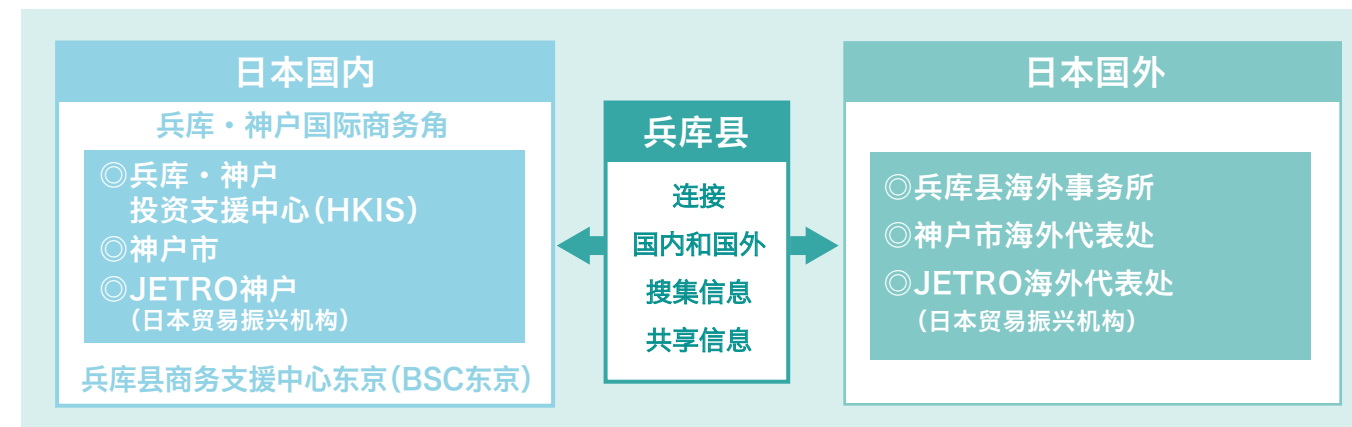 日本国内
兵库・神户国际商务角
◎兵库・神户
投资支援中心(HKIS)
◎神户市
◎JETRO神户
(日本贸易振兴机构)
兵库县商务支援中心东京(BSC东京)
兵库县
连接
国内和国外
搜集信息
共享信息
日本国外
◎兵库县海外事务所
◎神户市海外代表处
◎JETRO海外代表处
(日本贸易振兴机构)